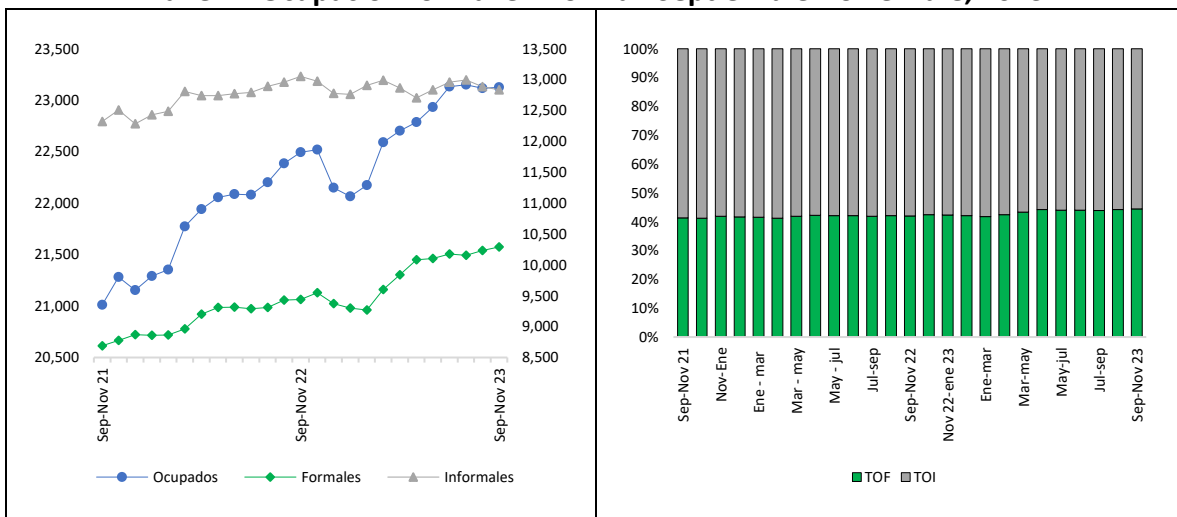 23,500
23,000
22,500
22,000
21,500
21,000
20,500
13,500
13,000
12,500
12,000
11,500
11,000
10,500
10,000
9,500
9,000
8,500
Sep-Nov 21
Sep-Nov 22
Sep-Nov 23
Ocupados
Formales
Informales
100%
90%
80%
70%
60%
50%
40%
30%
20%
10%
0%
Sep-Nov 21
Nov-Ene
Ene - mar
Mar - may
May - jul
Jul-sep
Sep-Nov 22
Nov 22-ene 23
Ene-mar
Mar-may
May-jul
Jul-sep
Sep-Nov 23
TOF
TOI